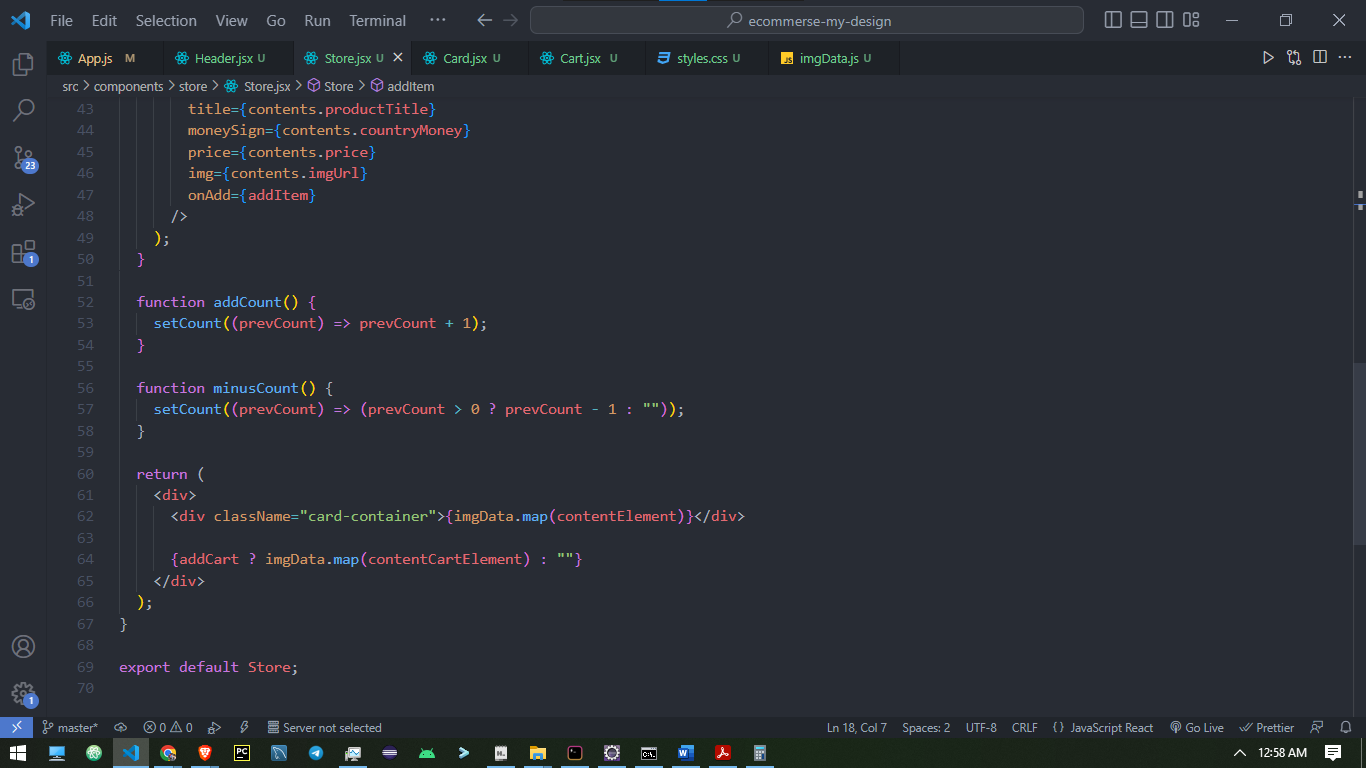 File Edit Selection View Go Run Terminal ··· ecommerse-my-design
App.js M Header.jsx U Store.jsx U Card.jsx U Cart.jsx U styles.css U JS imgData.js U
src > components > store > Store.jsx > Store > addItem
43 title={contents.productTitle}
44 moneySign={contents.countryMoney}
45 price={contents.price}
46 img={contents.imgUrl}
47 onAdd={addItem}
48 />
49 );
50 }
51
52 function addCount() {
53 setCount((prevCount) => prevCount + 1);
54 }
55
56 function minusCount() {
57 setCount((prevCount) => (prevCount > 0 ? prevCount - 1 : ""));
58 }
59
60 return (
61 <div>
62 <div className="card-container">{imgData.map(contentElement)}</div>
63
64 {addCart ? imgData.map(contentCartElement) : ""}
65 </div>
66 );
67 }
68
69 export default Store;
70
23
1
1
master* 0 0 Server not selected Ln 18, Col 7 Spaces: 2 UTF-8 CRLF {} JavaScript React Go Live Prettier
PC W 12:58 AM